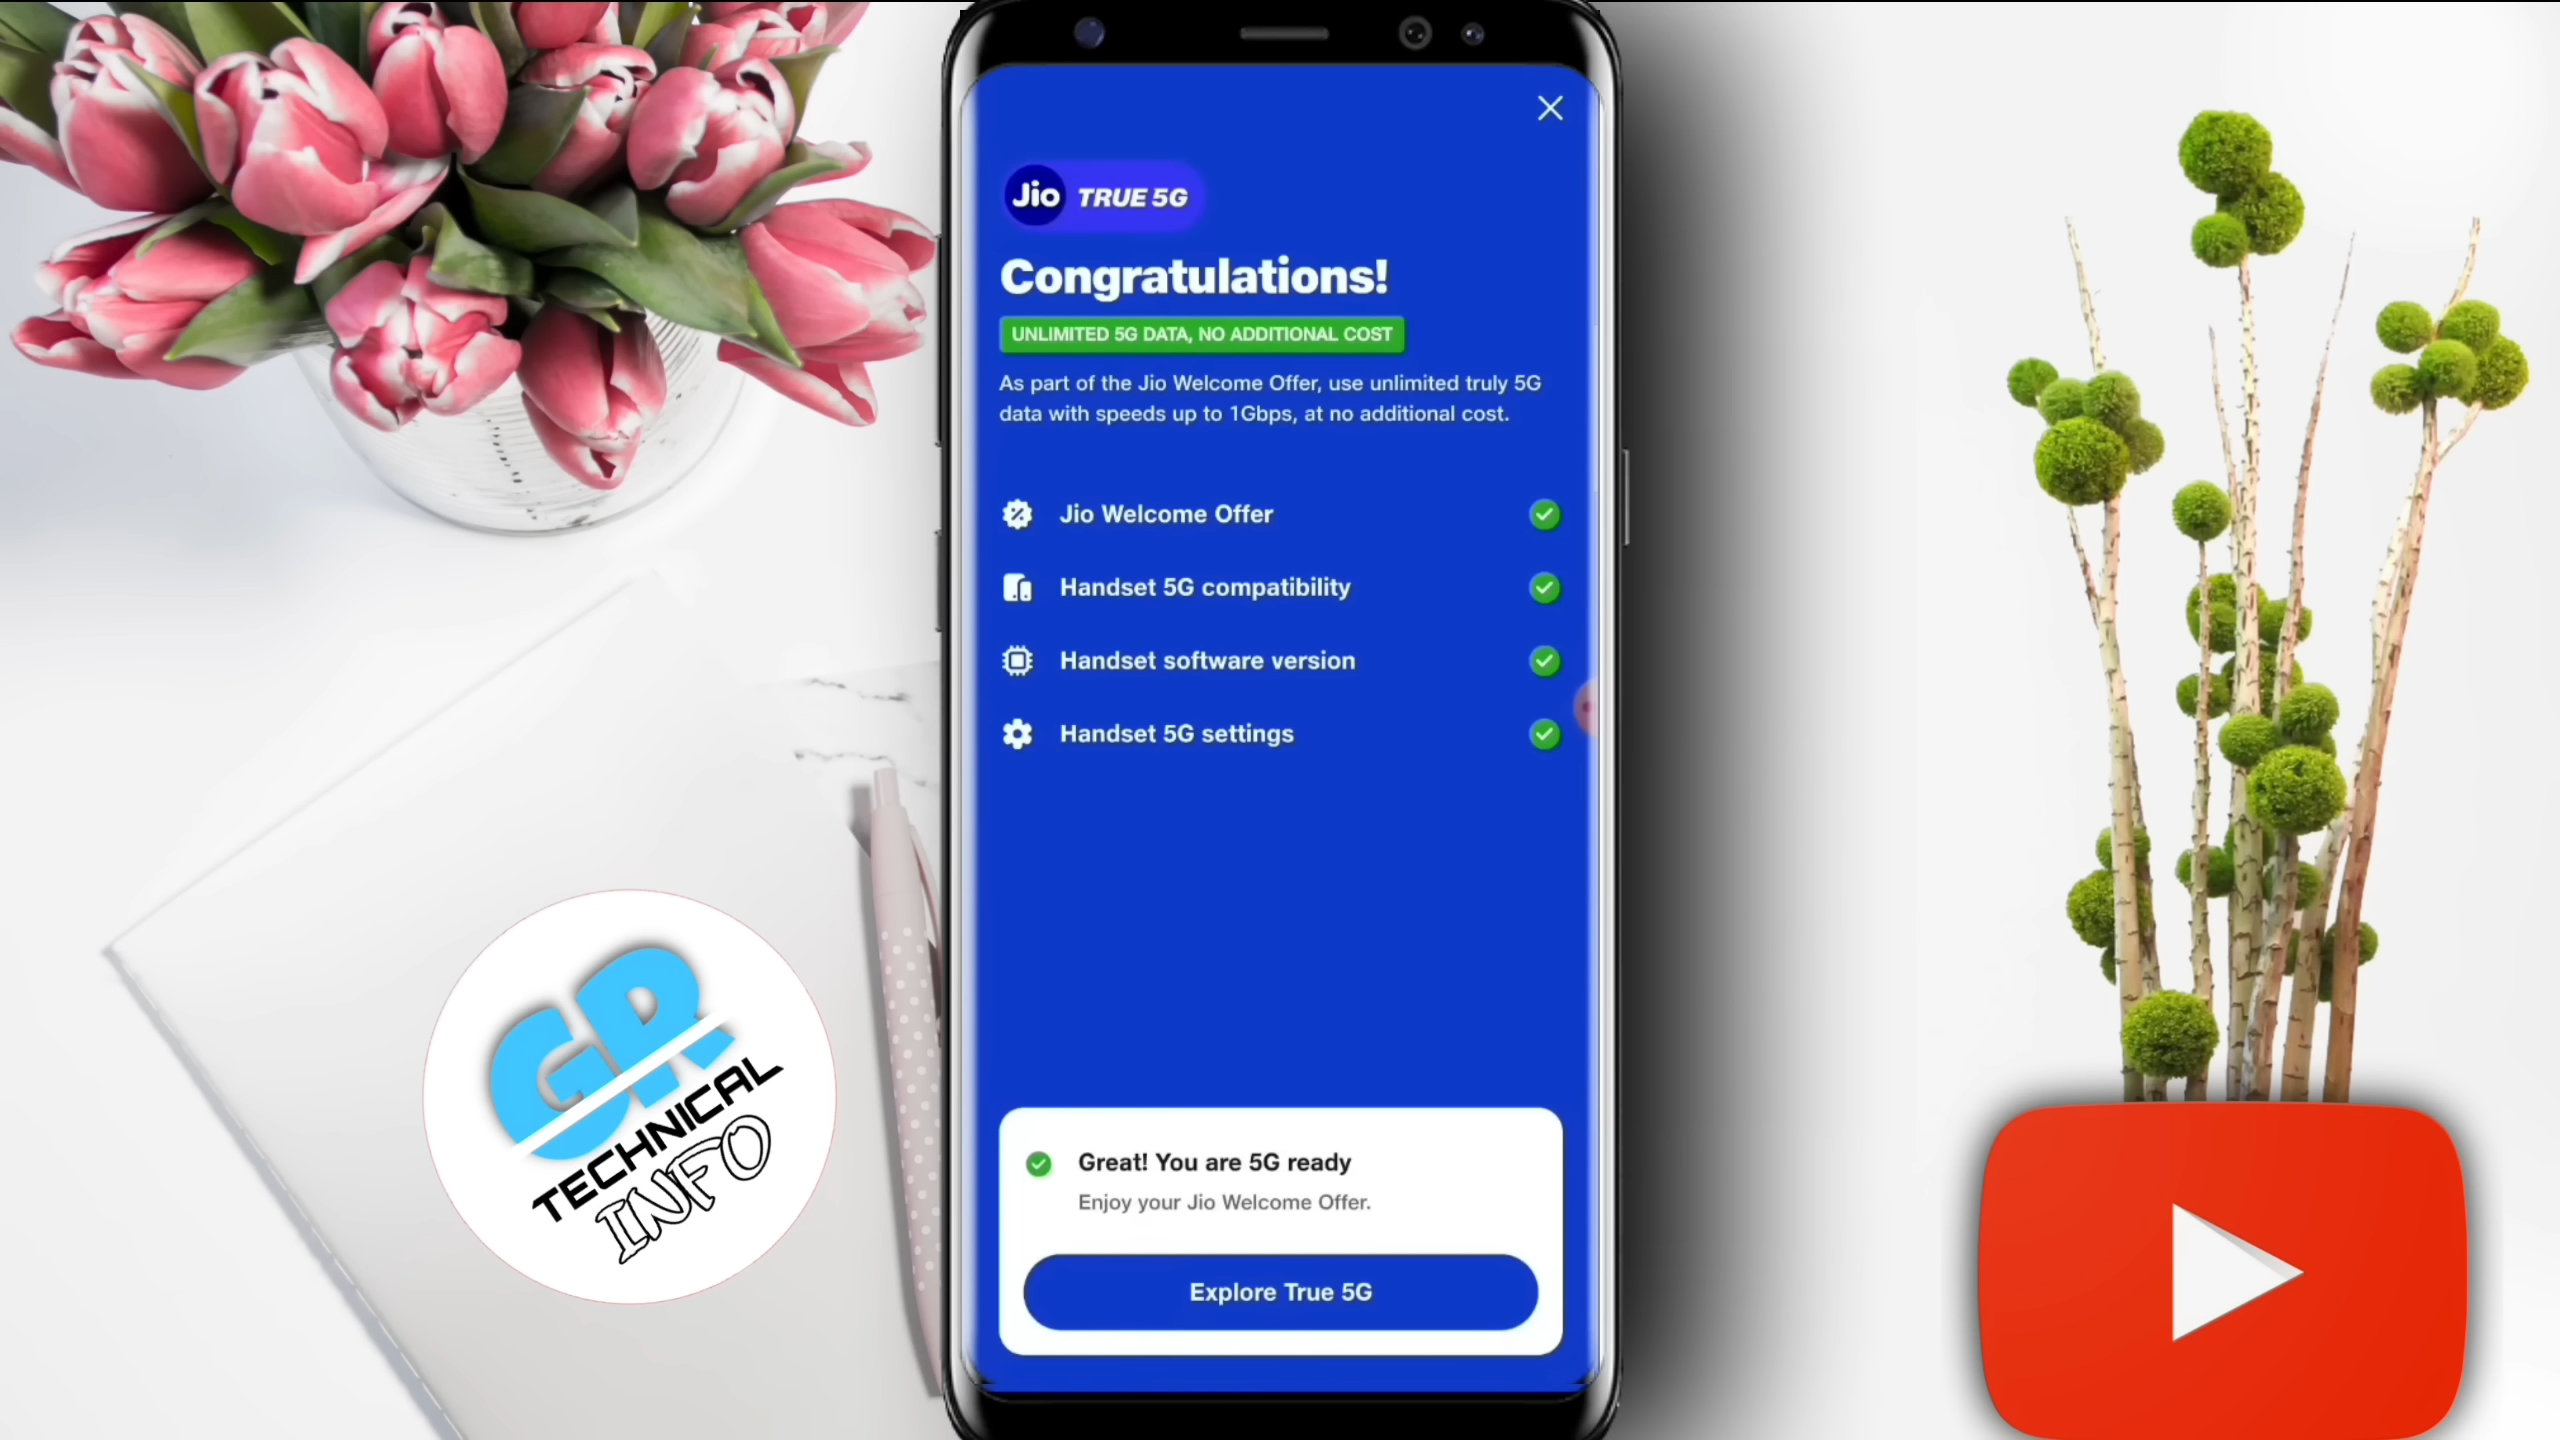 Jio TRUE 5G
Congratulations!
UNLIMITED 5G DATA, NO ADDITIONAL COST
As part of the Jio Welcome Offer, use unlimited truly 5G
data with speeds up to 1Gbps, at no additional cost.
Jio Welcome Offer
Handset 5G compatibility
Handset software version
Handset 5G settings
Great! You are 5G ready
Enjoy your Jio Welcome Offer.
Explore True 5G
GR
TECHNICAL
INFO